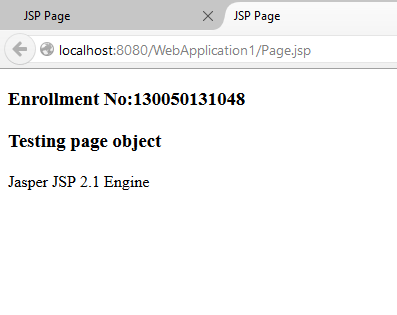 JSP Page
JSP Page
localhost:8080/WebApplication1/Page.jsp
Enrollment No:130050131048
Testing page object
Jasper JSP 2.1 Engine